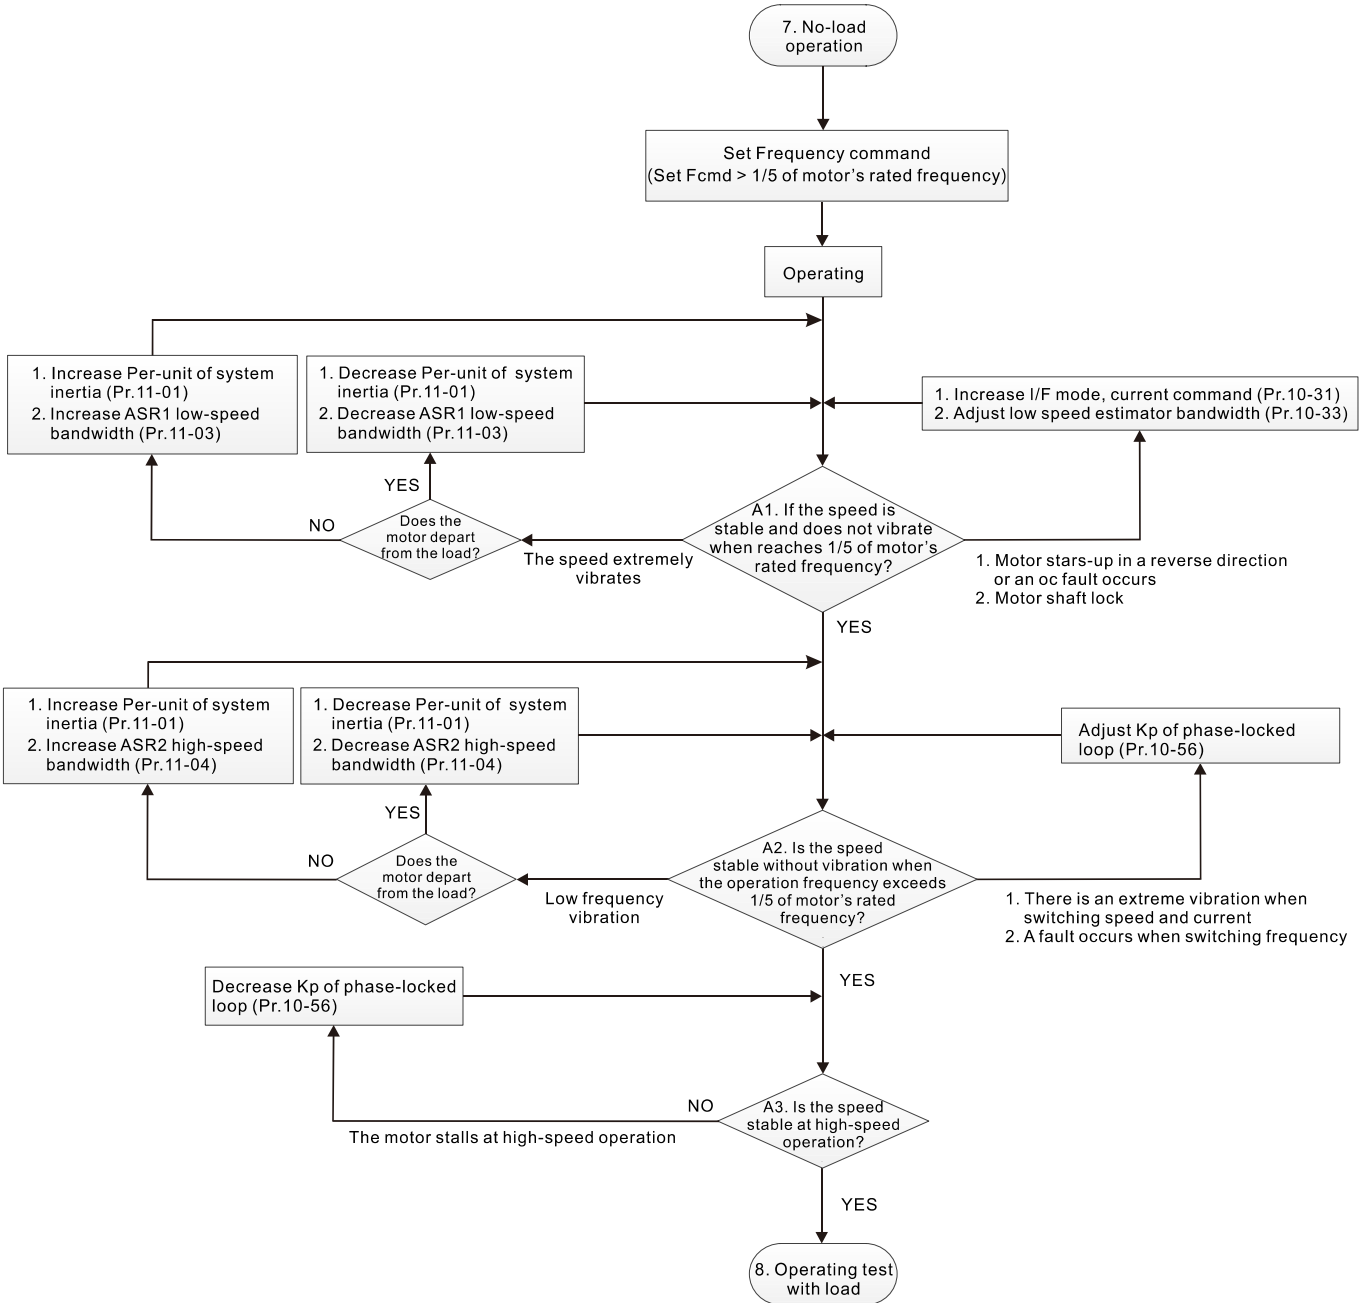 7. No-load
operation
Set Frequency command
(Set Fcmd > 1/5 of motor's rated frequency)
Operating
1. Increase Per-unit of system
inertia (Pr.11-01)
2. Increase ASR1 low-speed
bandwidth (Pr.11-03)
1. Decrease Per-unit of system
inertia (Pr.11-01)
2. Decrease ASR1 low-speed
bandwidth (Pr.11-03)
1. Increase I/F mode, current command (Pr.10-31)
2. Adjust low speed estimator bandwidth (Pr.10-33)
YES
NO
Does the
motor depart
from the load?
The speed extremely
vibrates
A1. If the speed is
stable and does not vibrate
when reaches 1/5 of motor's
rated frequency?
1. Motor stars-up in a reverse direction
or an oc fault occurs
2. Motor shaft lock
YES
1. Increase Per-unit of system
inertia (Pr.11-01)
2. Increase ASR2 high-speed
bandwidth (Pr.11-04)
1. Decrease Per-unit of system
inertia (Pr.11-01)
2. Decrease ASR2 high-speed
bandwidth (Pr.11-04)
Adjust Kp of phase-locked
loop (Pr.10-56)
YES
NO
Does the
motor depart
from the load?
Low frequency
vibration
A2. Is the speed
stable without vibration when
the operation frequency exceeds
1/5 of motor's rated
frequency?
1. There is an extreme vibration when
switching speed and current
2. A fault occurs when switching frequency
YES
Decrease Kp of phase-locked
loop (Pr.10-56)
NO
The motor stalls at high-speed operation
A3. Is the speed
stable at high-speed
operation?
YES
8. Operating test
with load